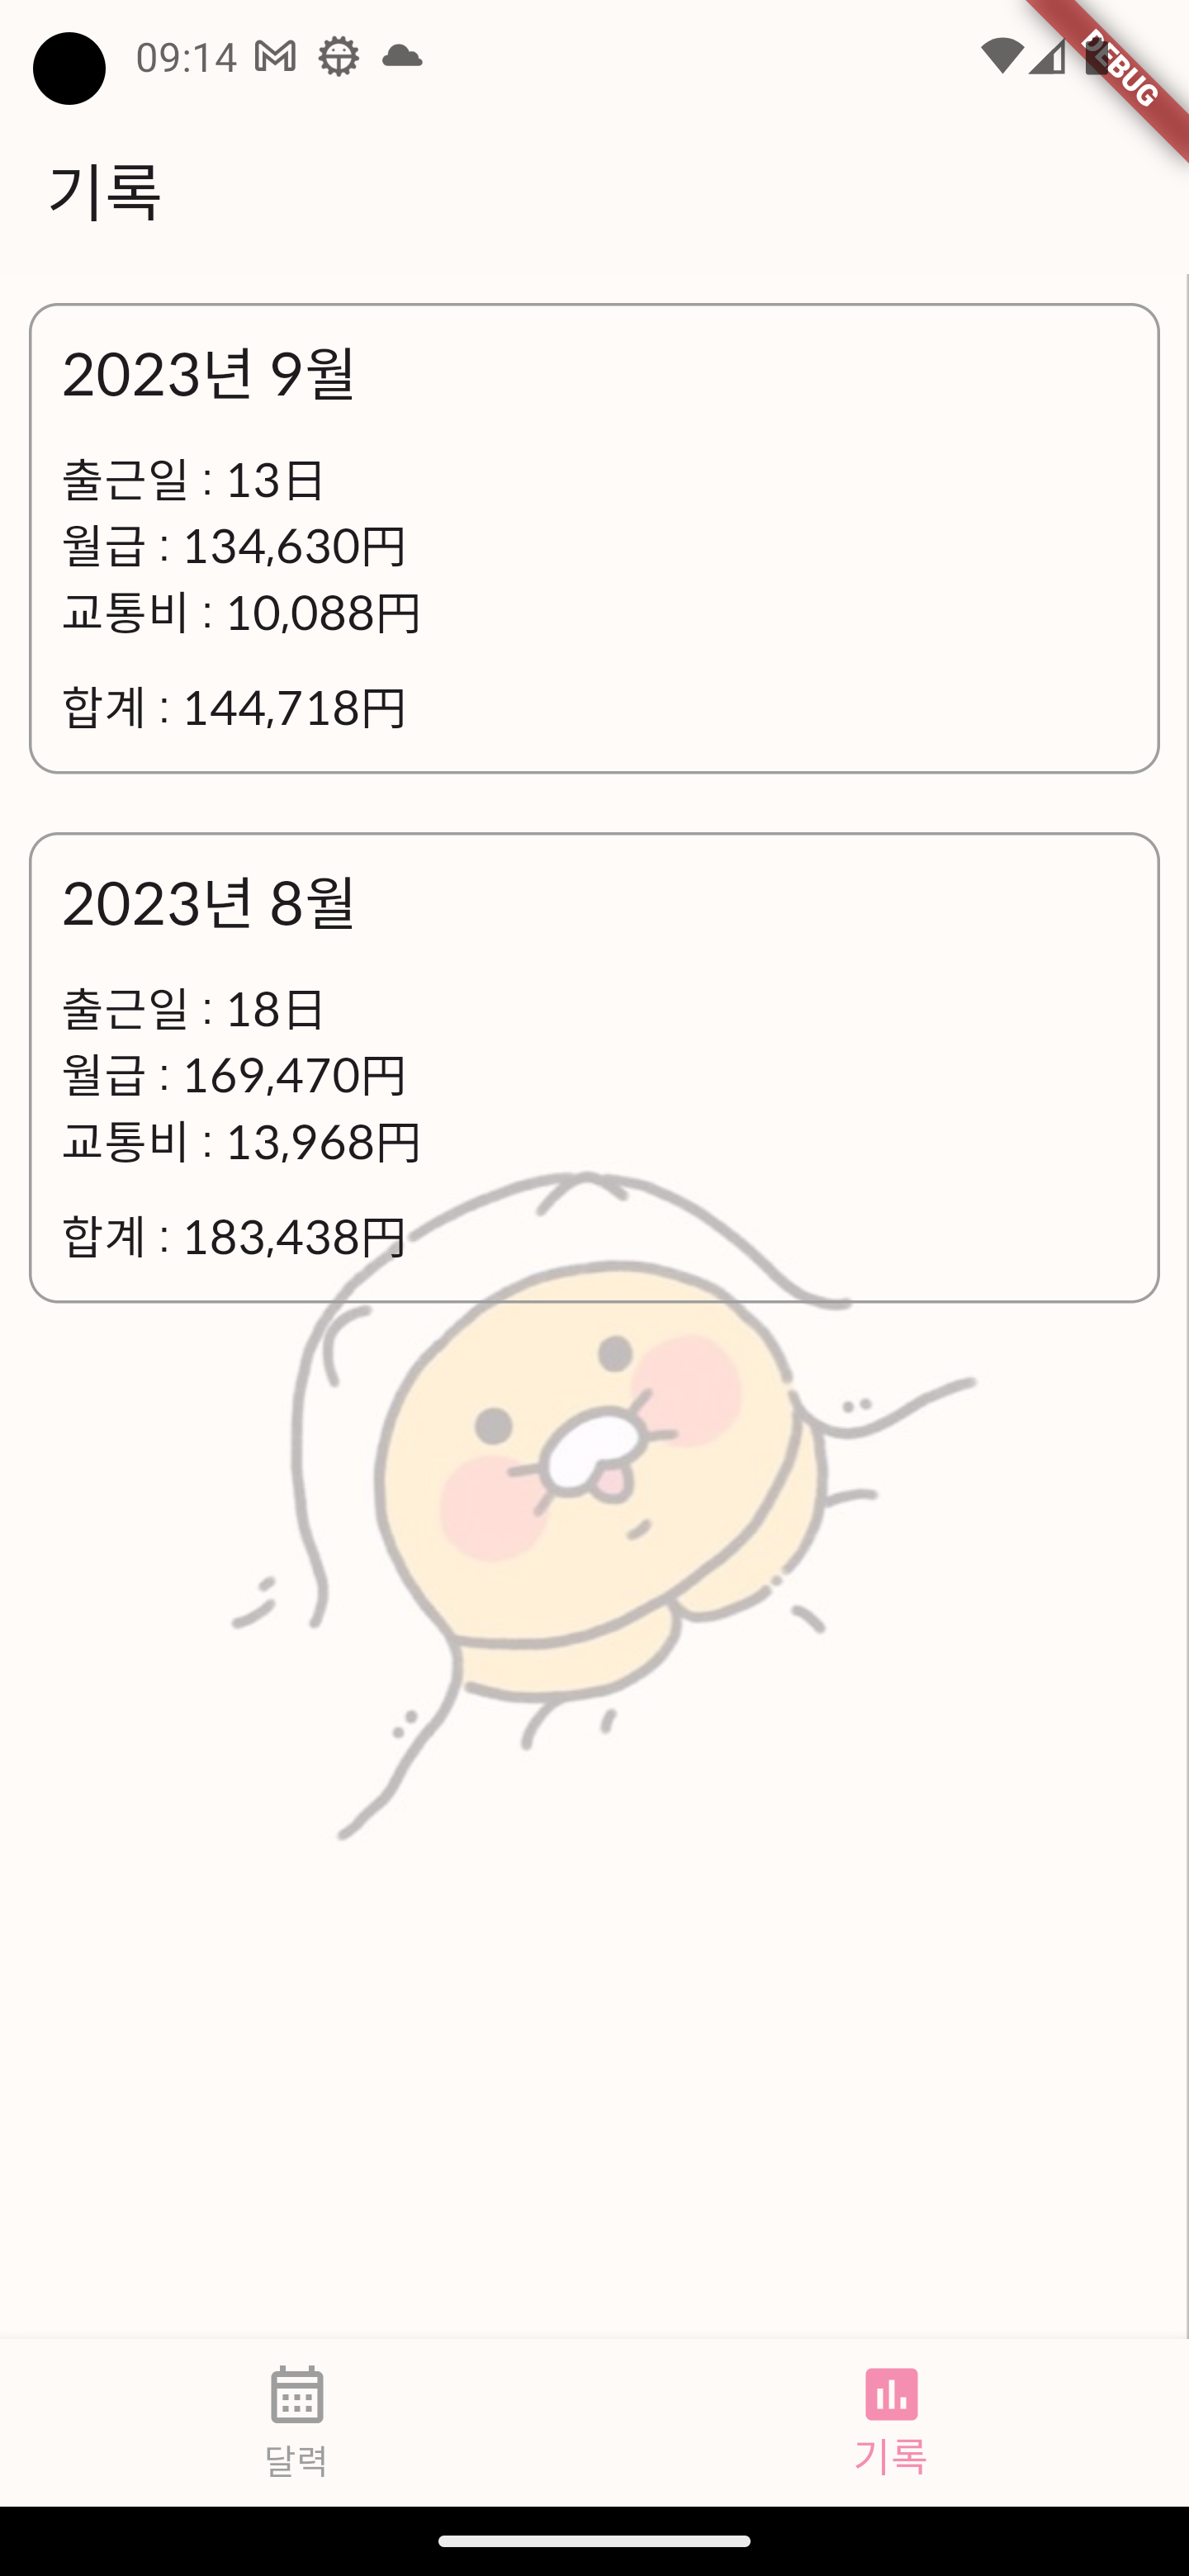 09:14
DEBUG
기록
2023년 9월
출근일 : 13日
월급 : 134,630円
교통비 : 10,088円
합계 : 144,718円
2023년 8월
출근일 : 18日
월급 : 169,470円
교통비 : 13,968円
합계 : 183,438円
달력
기록